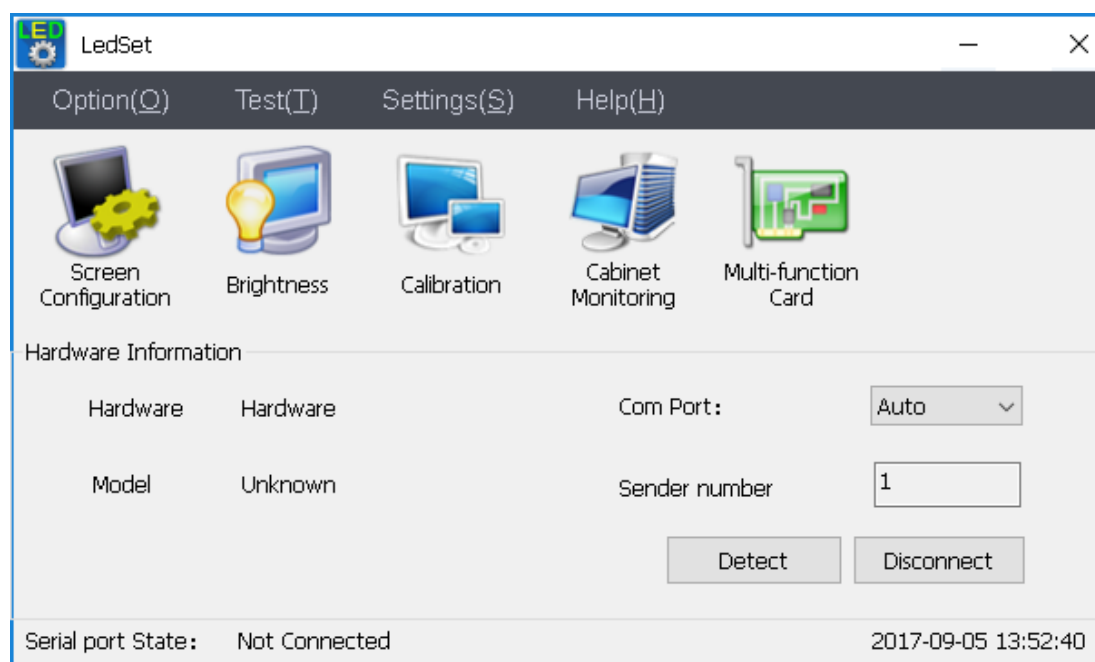 LED
LedSet
Option(O) Test(T) Settings(S) Help(H)
Screen
Configuration
Brightness
Calibration
Cabinet
Monitoring
Multi-function
Card
Hardware Information
Hardware Hardware Com Port: Auto
Model Unknown Sender number 1
Detect Disconnect
Serial port State: Not Connected 2017-09-05 13:52:40